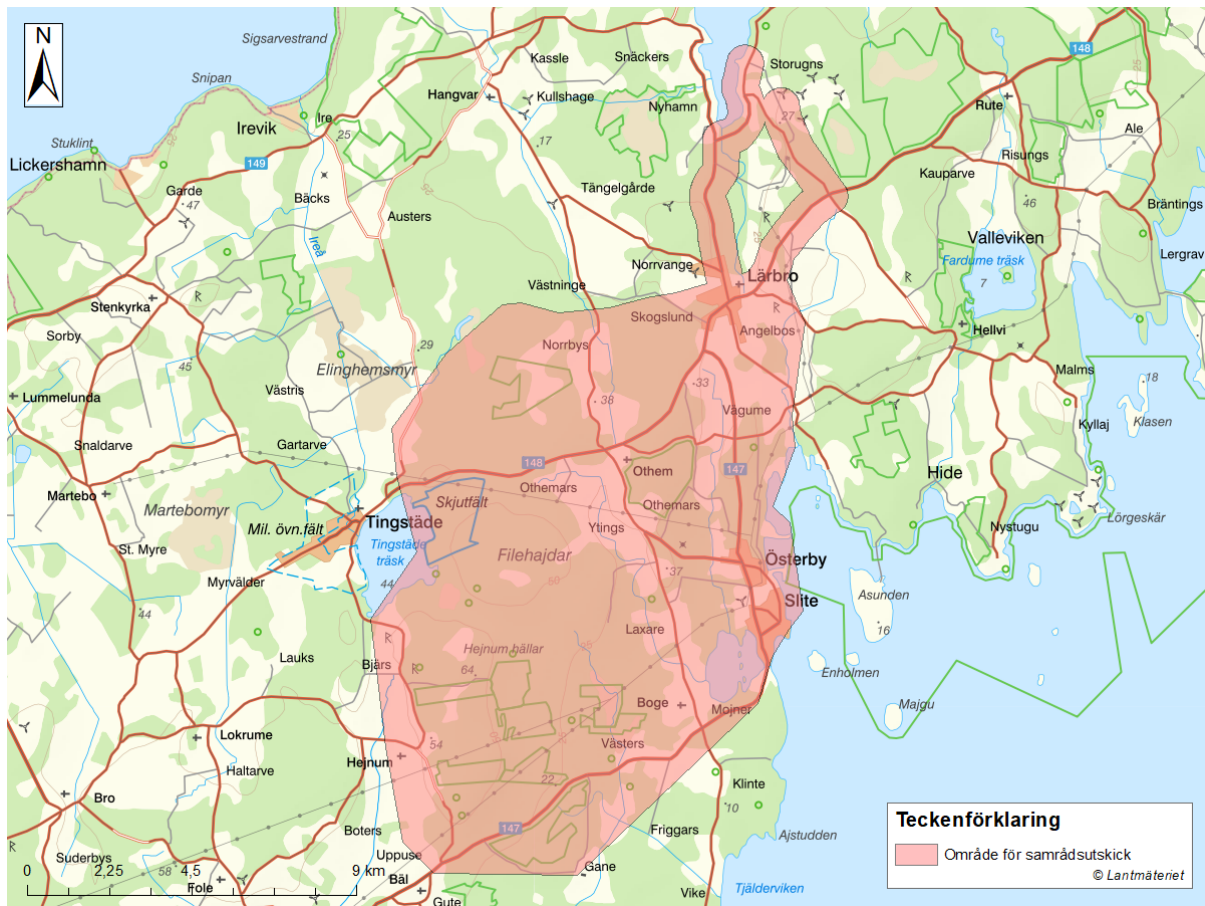 N
Sigsarvestrand
Snipan
Stuklint
Lickershamn
Irevik
Ire
25
149
Garde
47
Bäcks
Ireå
Austers
Hangvar
Kassle
Snäckers
Kullshage
Nyhamn
17
Tängelgårde
Storugns
27
148
25
Rute
Ale
Risungs
Kauparve
46
Bräntings
Valleviken
Fardume träsk
7
Lergrav
Norrvange
Västninge
Lärbro
25
Stenkyrka
Sorby
45
29
Skogslund
Angelbos
Hellvi
Norrbys
Elinghemsmyr
Västris
Lummelunda
38
33
Vägume
Malms
18
Klasen
Kyllaj
Snaldarve
Gartarve
148
Othem
147
Hide
Martebo
Martebomyr
Mil. övn.fält
Tingstäde
Skjutfält
Othemars
Othemars
Lörgeskär
Nystugu
St. Myre
Tingstäde
träsk
44
Ytings
Filehajdar
50
Österby
Myrvälder
37
Slite
Asunden
16
44
Laxare
Lauks
Bjärs
Hejnum hällar
64
Enholmen
Boge
Mojner
Majgu
Lokrume
Haltarve
Hejnum
54
Västers
22
Klinte
10
Bro
Boters
147
Friggars
Ajstudden
Suderbys
58
Fole
Uppuse
Bäl
Gane
Gute
Vike
Tjälderviken
0
2,25
4,5
9 km
Teckenförklaring
Område för samrådsutskick
© Lantmäteriet